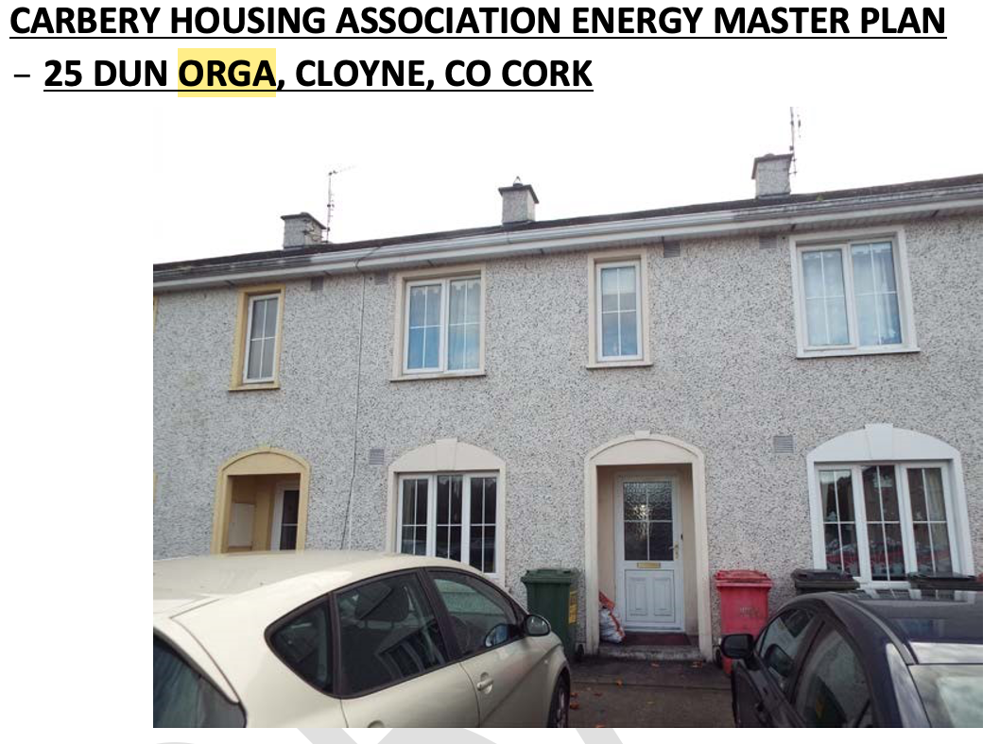 CARBERY HOUSING ASSOCIATION ENERGY MASTER PLAN
– 25 DUN ORGA, CLOYNE, CO CORK